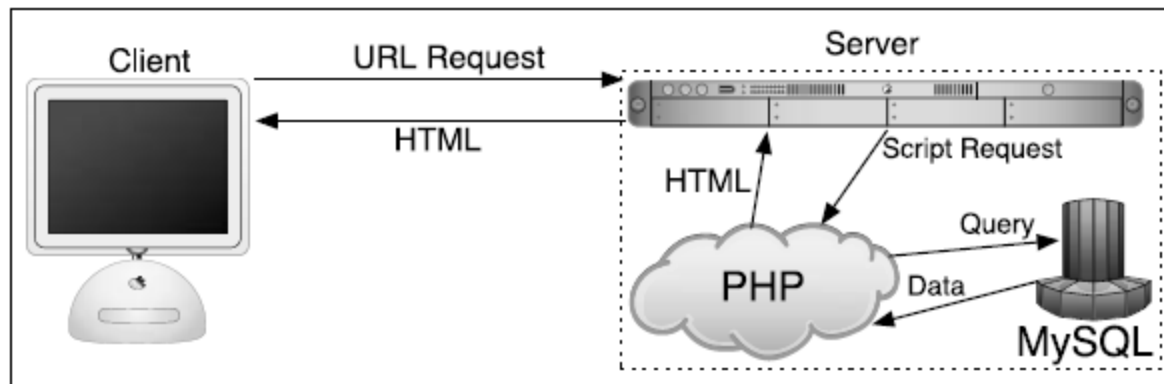 Client
URL Request
Server
HTML
Script Request
HTML
Query
PHP
Data
MySQL